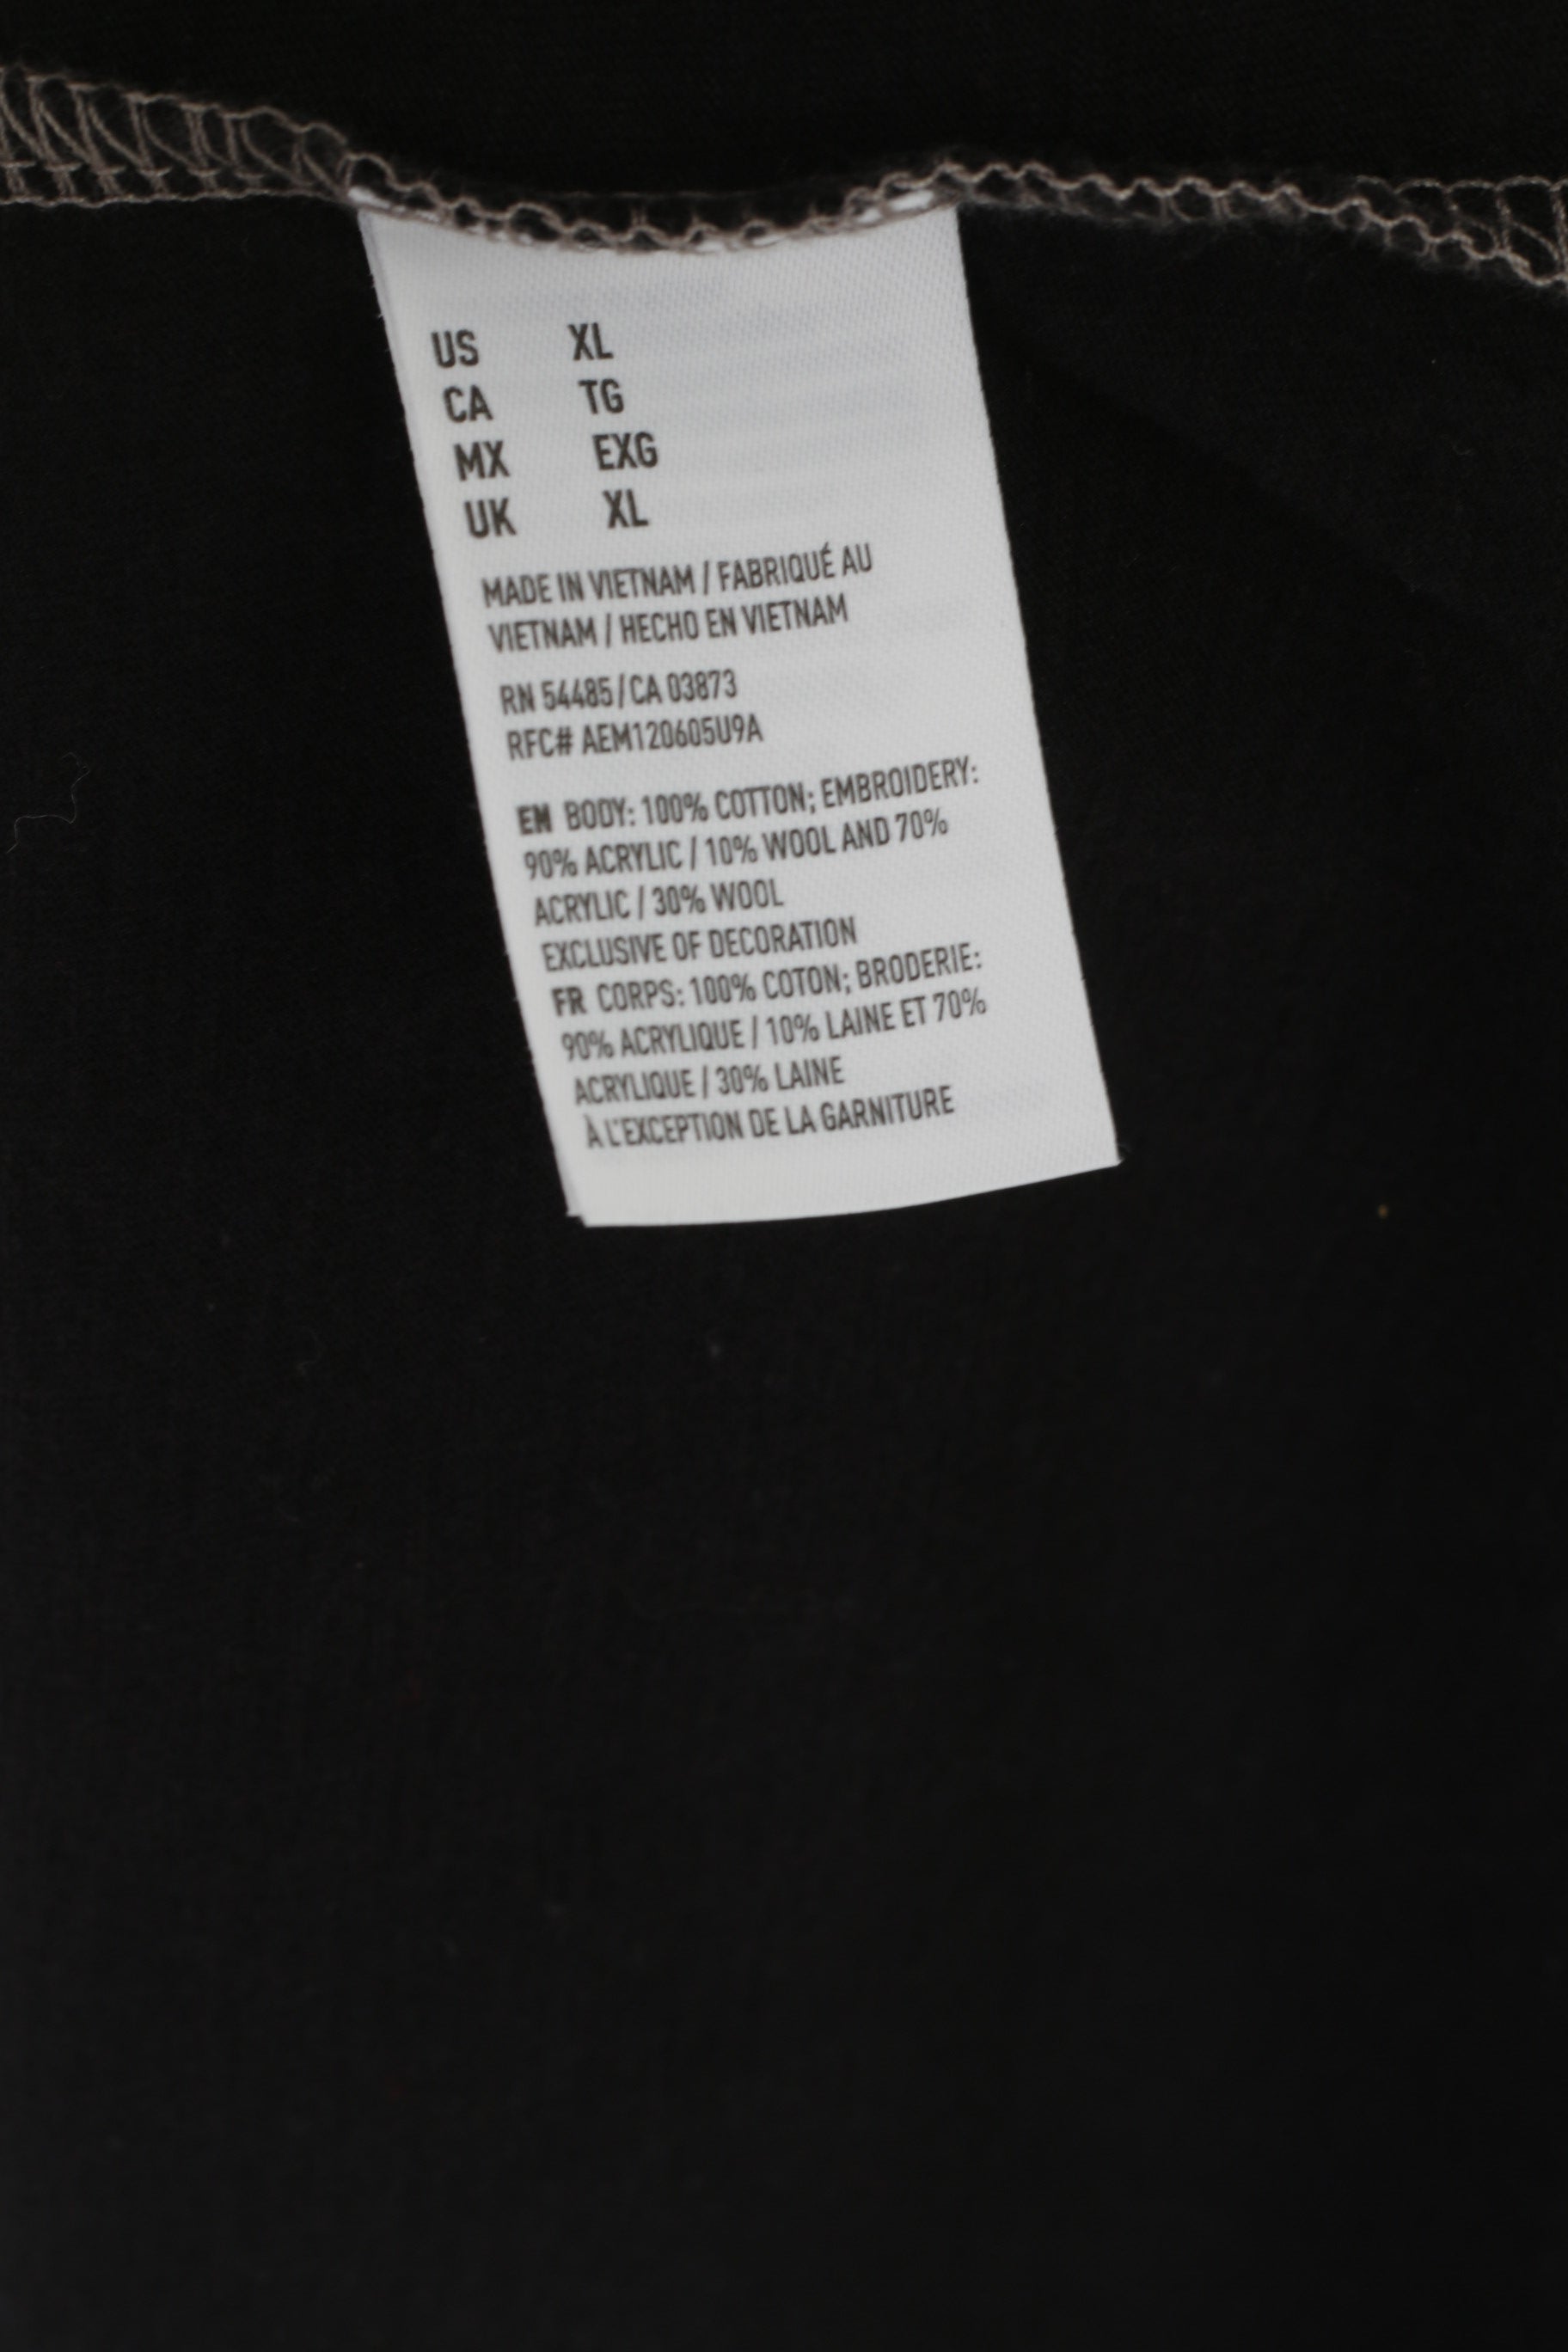 US XL
CA TG
MX EXG
UK XL
MADE IN VIETNAM / FABRIQUÉ AU
VIETNAM / HECHO EN VIETNAM
RN 54485 / CA 03873
RFC# AEM120605U9A
EN BODY: 100% COTTON; EMBROIDERY:
90% ACRYLIC / 10% WOOL AND 70%
ACRYLIC / 30% WOOL
EXCLUSIVE OF DECORATION
FR CORPS: 100% COTON; BRODERIE:
90% ACRYLIQUE / 10% LAINE ET 70%
ACRYLIQUE / 30% LAINE
À L'EXCEPTION DE LA GARNITURE